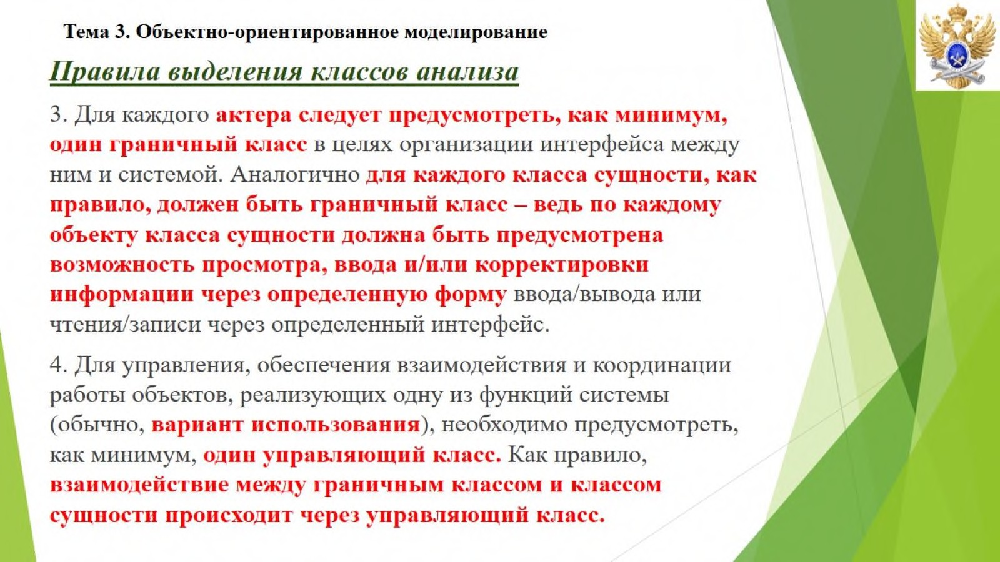 Тема 3. Объектно-ориентированное моделирование
Правила выделения классов анализа
3. Для каждого актера следует предусмотреть, как минимум,
один граничный класс в целях организации интерфейса между
ним и системой. Аналогично для каждого класса сущности, как
правило, должен быть граничный класс – ведь по каждому
объекту класса сущности должна быть предусмотрена
возможность просмотра, ввода и/или корректировки
информации через определенную форму ввода/вывода или
чтения/записи через определенный интерфейс.
4. Для управления, обеспечения взаимодействия и координации
работы объектов, реализующих одну из функций системы
(обычно, вариант использования), необходимо предусмотреть,
как минимум, один управляющий класс. Как правило,
взаимодействие между граничным классом и классом
сущности происходит через управляющий класс.